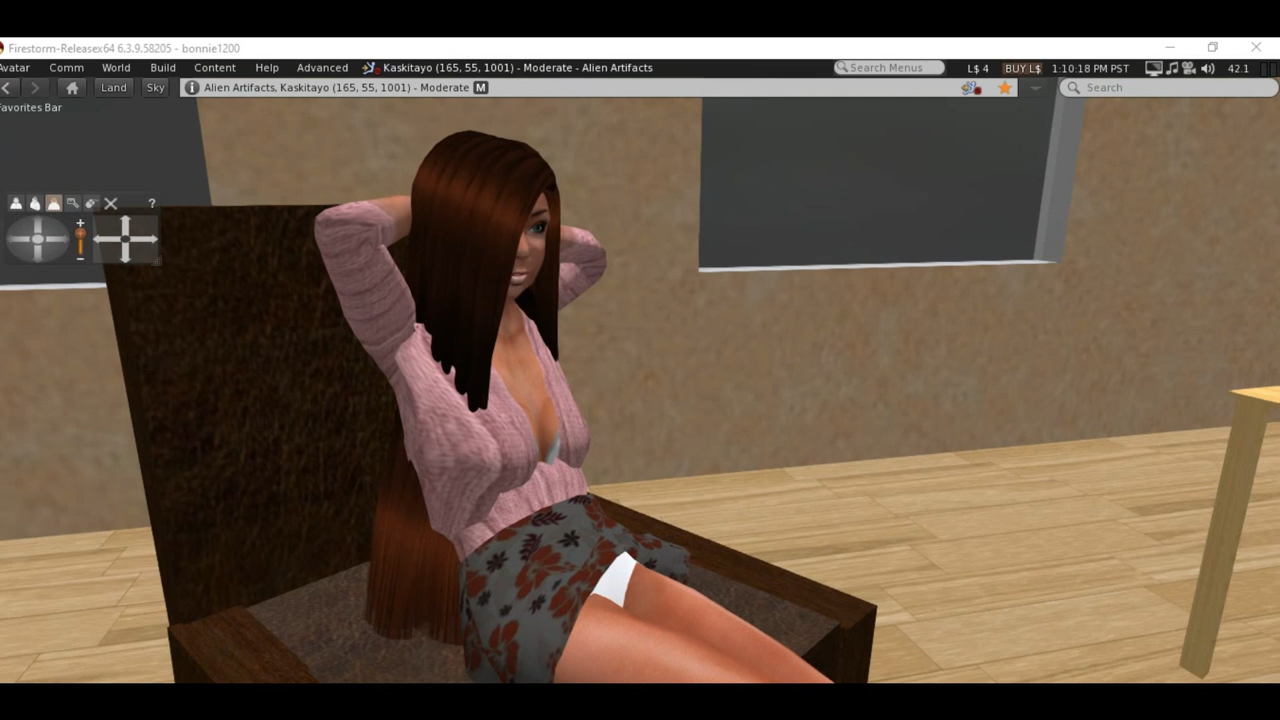 Firestorm-Releasex64 6.3.9.58205 - bonnie1200
Avatar Comm World Build Content Help Advanced Kaskitayo (165, 55, 1001) - Moderate - Alien Artifacts Search Menus L$ 4 BUY L$ 1:10:18 PM PST 42.1
Land Sky Alien Artifacts, Kaskitayo (165, 55, 1001) - Moderate M Search
Favorites Bar
?